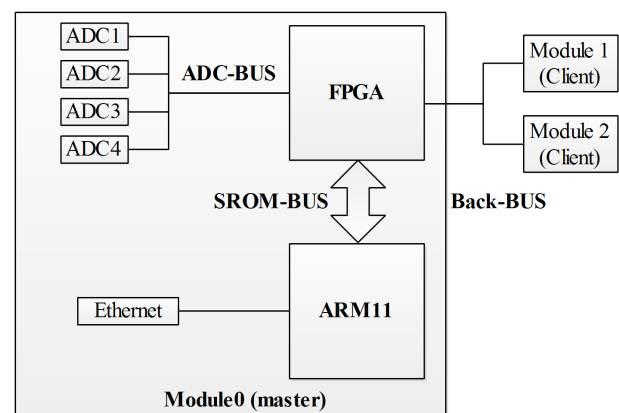 ADC1
ADC2
ADC3
ADC4
ADC-BUS
FPGA
Module 1
(Client)
Module 2
(Client)
SROM-BUS
Back-BUS
Ethernet
ARM11
Module0 (master)